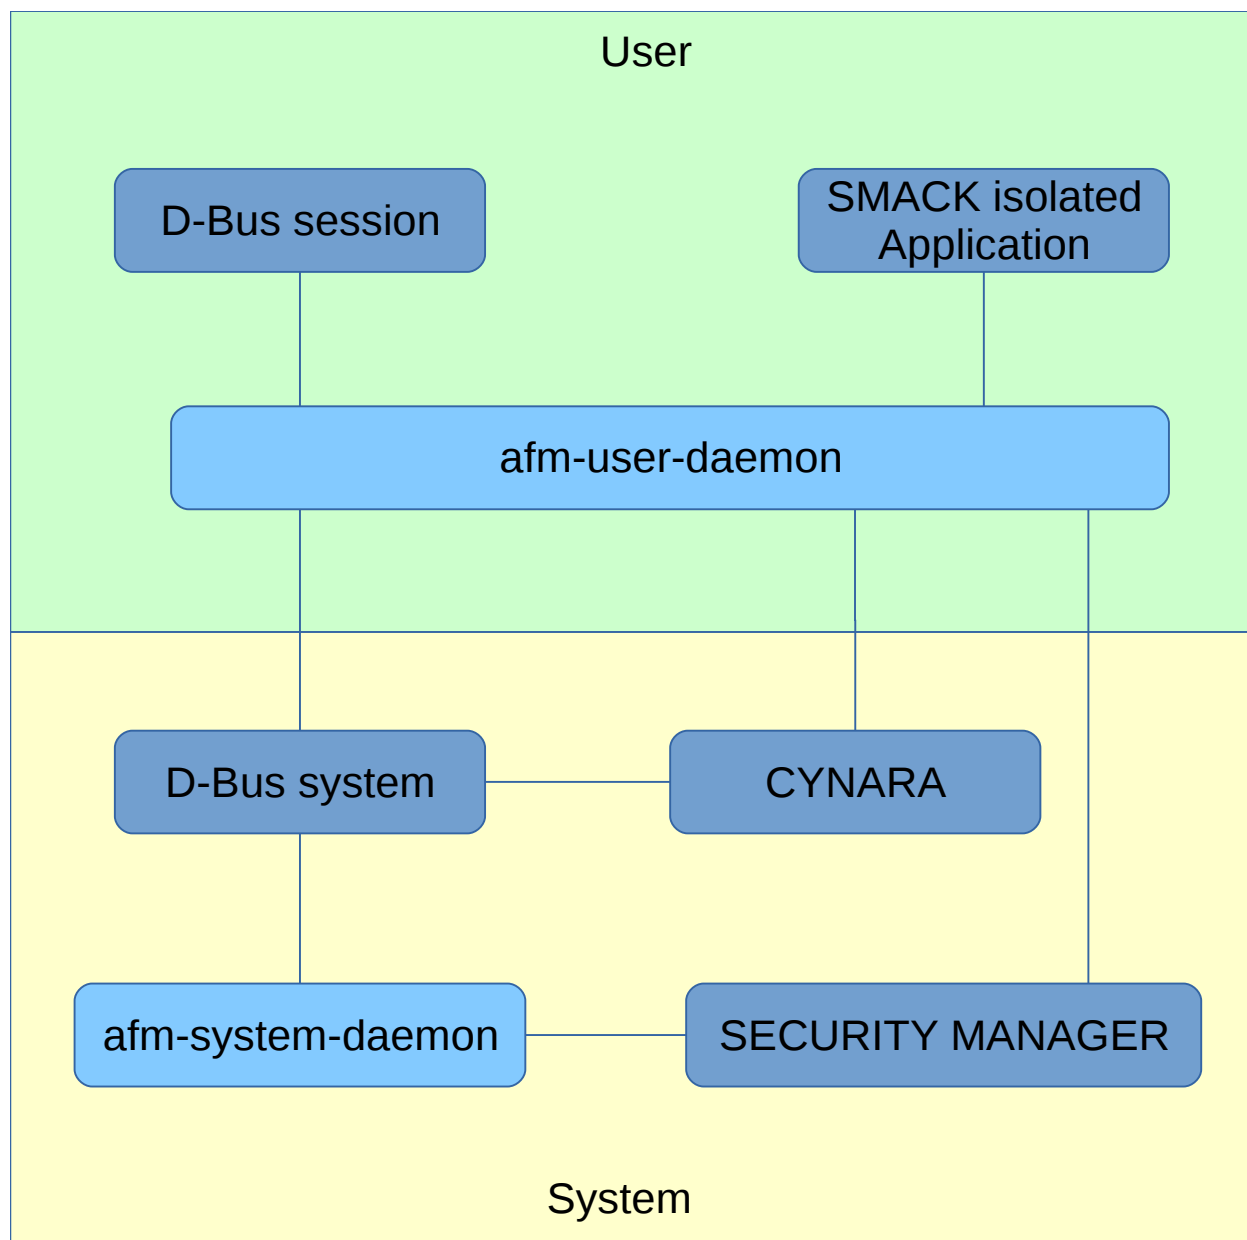 User
D-Bus session
SMACK isolated
Application
afm-user-daemon
D-Bus system
CYNARA
afm-system-daemon
SECURITY MANAGER
System